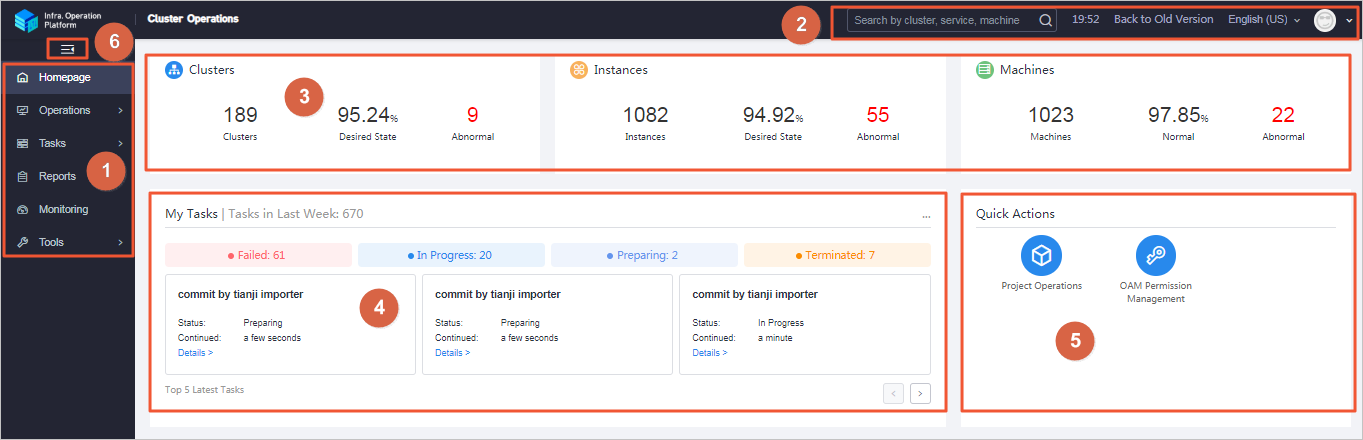 Infra. Operation
Platform
Cluster Operations
2
Search by cluster, service, machine
19:52
Back to Old Version
English (US)
6
Homepage
Operations
Tasks
Reports
Monitoring
Tools
1
Clusters
3
189
Clusters
95.24%
Desired State
9
Abnormal
Instances
1082
Instances
94.92%
Desired State
55
Abnormal
Machines
1023
Machines
97.85%
Normal
22
Abnormal
My Tasks | Tasks in Last Week: 670
...
Failed: 61
In Progress: 20
Preparing: 2
Terminated: 7
commit by tianji importer
Status: Preparing
Continued: a few seconds
Details >
4
commit by tianji importer
Status: Preparing
Continued: a few seconds
Details >
commit by tianji importer
Status: In Progress
Continued: a minute
Details >
Top 5 Latest Tasks
< >
Quick Actions
Project Operations
OAM Permission
Management
5